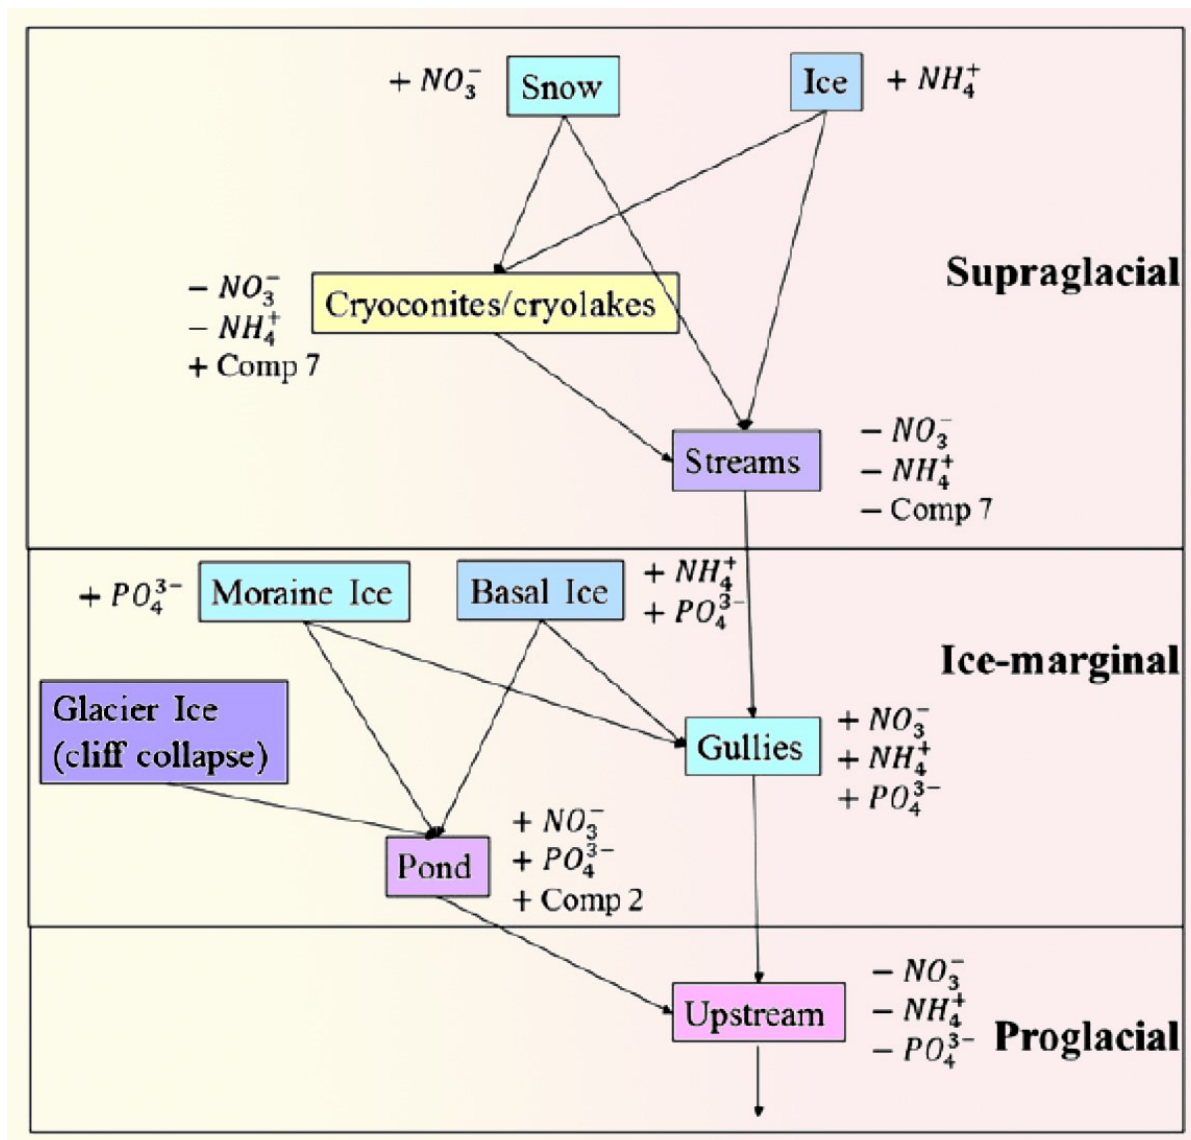 + NO₃⁻
Snow
Ice
+ NH₄⁺
Supraglacial
− NO₃⁻
− NH₄⁺
+ Comp 7
Cryoconites/cryolakes
Streams
− NO₃⁻
− NH₄⁺
− Comp 7
+ PO₄³⁻
Moraine Ice
Basal Ice
+ NH₄⁺
+ PO₄³⁻
Ice-marginal
Glacier Ice
(cliff collapse)
Gullies
+ NO₃⁻
+ NH₄⁺
+ PO₄³⁻
Pond
+ NO₃⁻
+ PO₄³⁻
+ Comp 2
Upstream
− NO₃⁻
− NH₄⁺
− PO₄³⁻
Proglacial